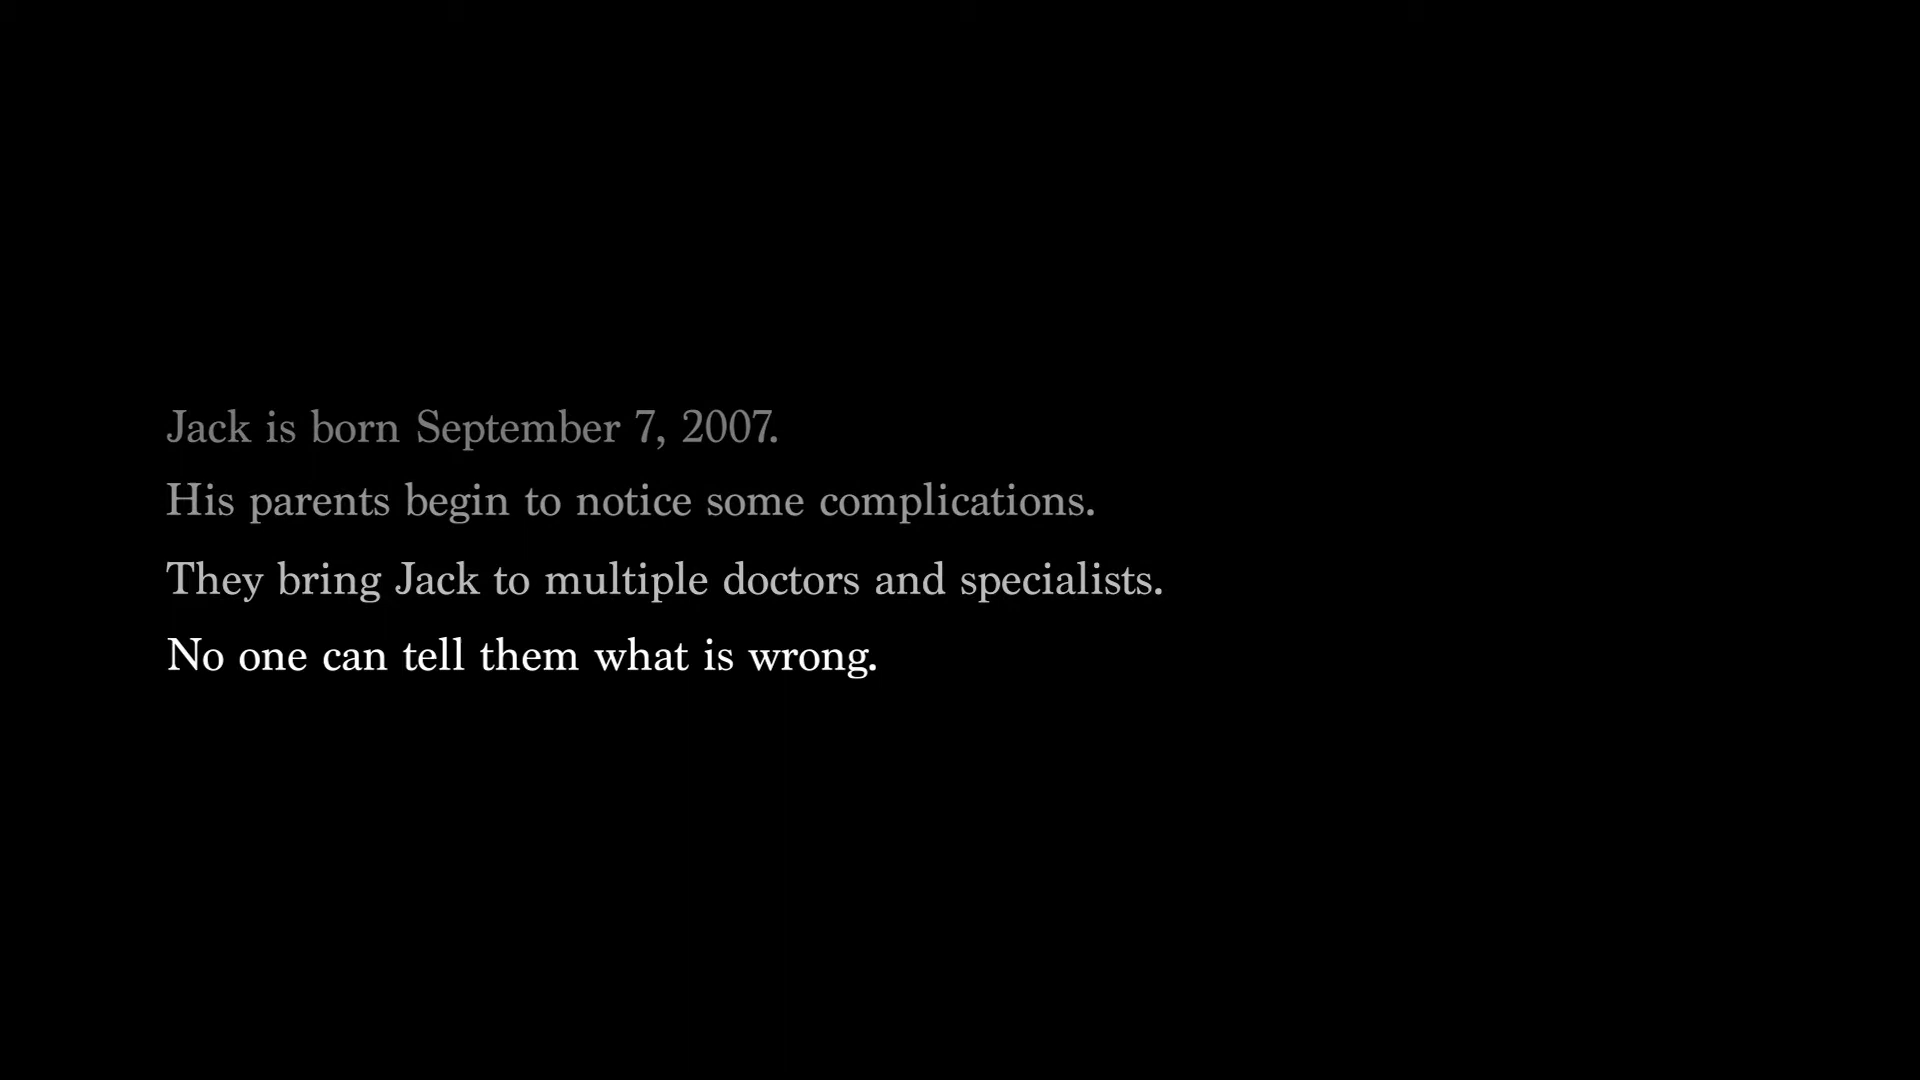 Jack is born September 7, 2007.
His parents begin to notice some complications.
They bring Jack to multiple doctors and specialists.
No one can tell them what is wrong.